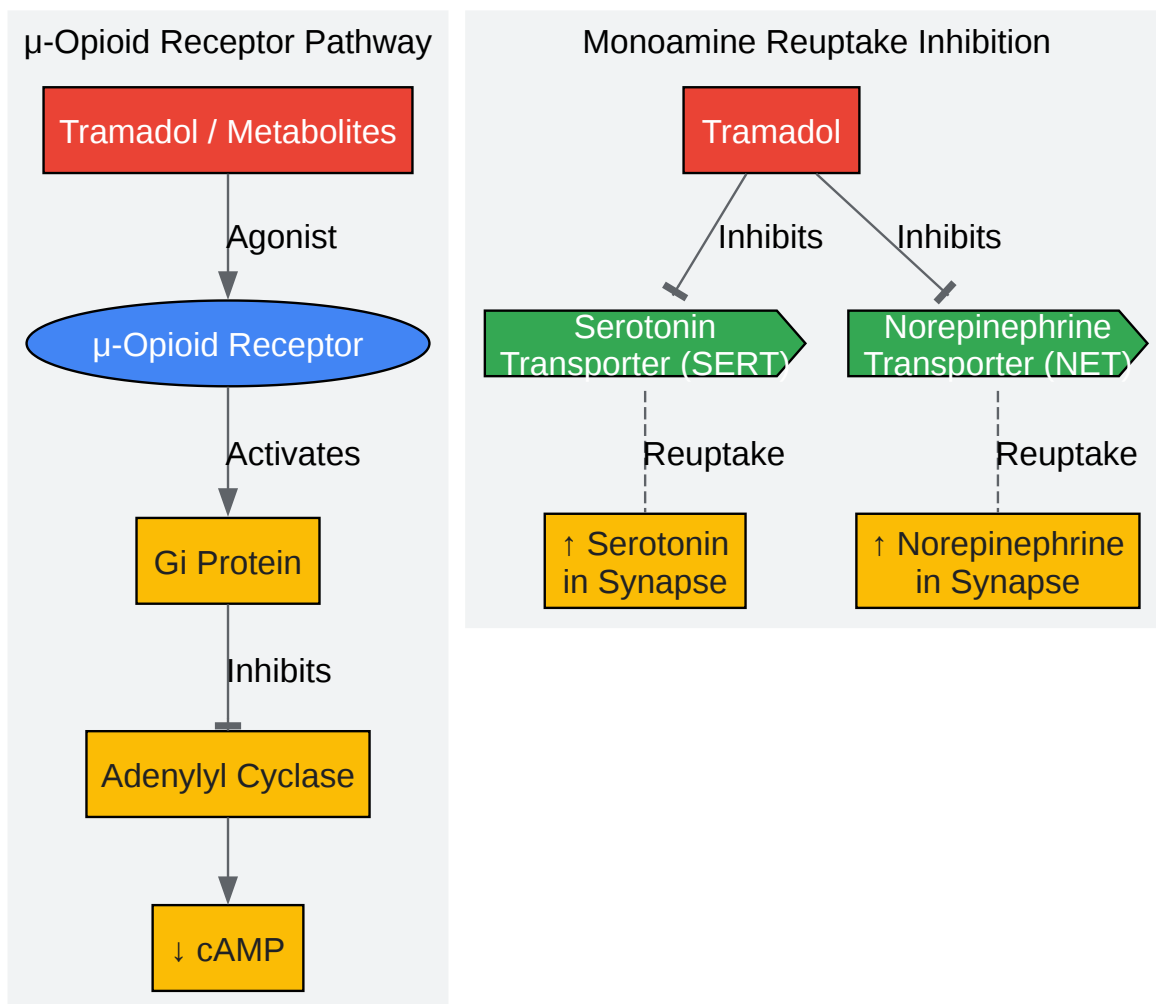 μ-Opioid Receptor Pathway
Tramadol / Metabolites
Agonist
μ-Opioid Receptor
Activates
Gi Protein
Inhibits
Adenylyl Cyclase
↓ cAMP
Monoamine Reuptake Inhibition
Tramadol
Inhibits
Inhibits
Serotonin
Transporter (SERT)
Norepinephrine
Transporter (NET)
Reuptake
Reuptake
↑ Serotonin
in Synapse
↑ Norepinephrine
in Synapse